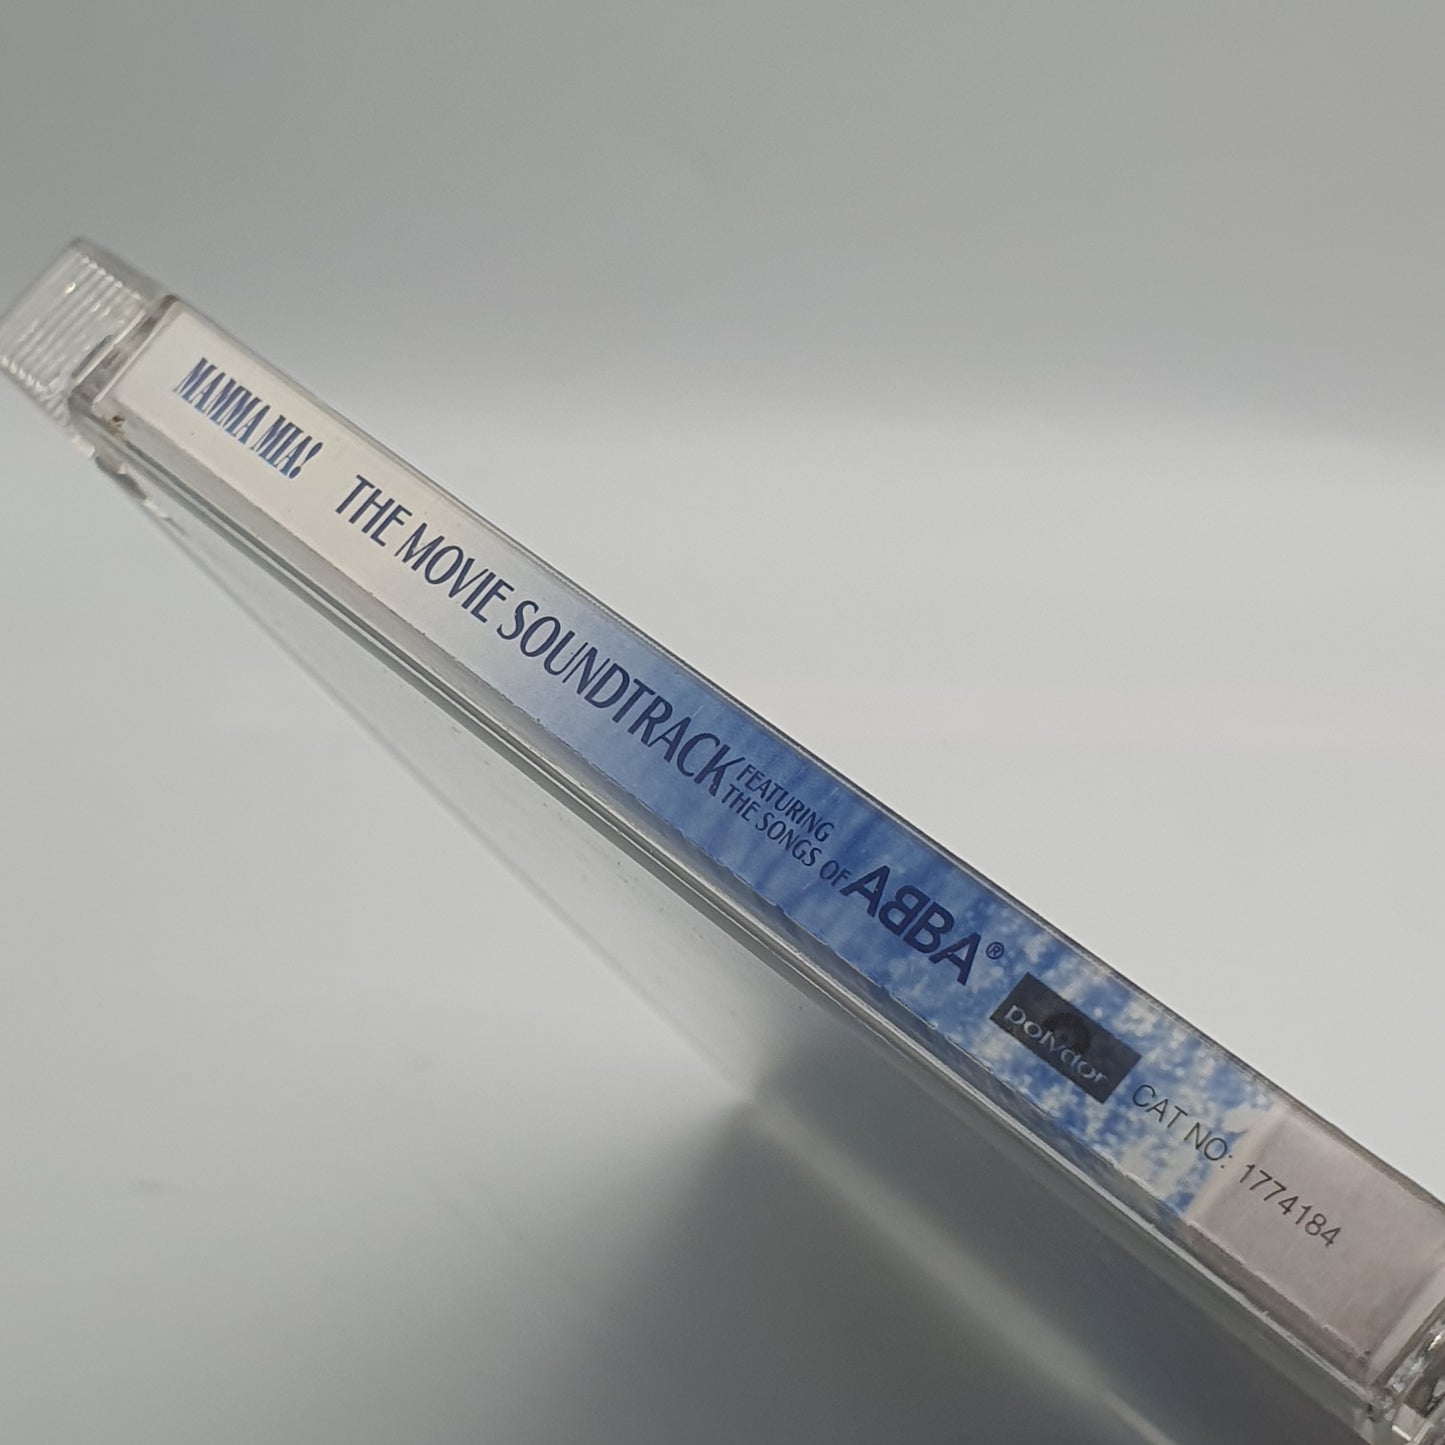 MAMMA MIA! THE MOVIE SOUNDTRACK
FEATURING
THE SONGS OF ABBA®
polydor
CAT NO: 1774184